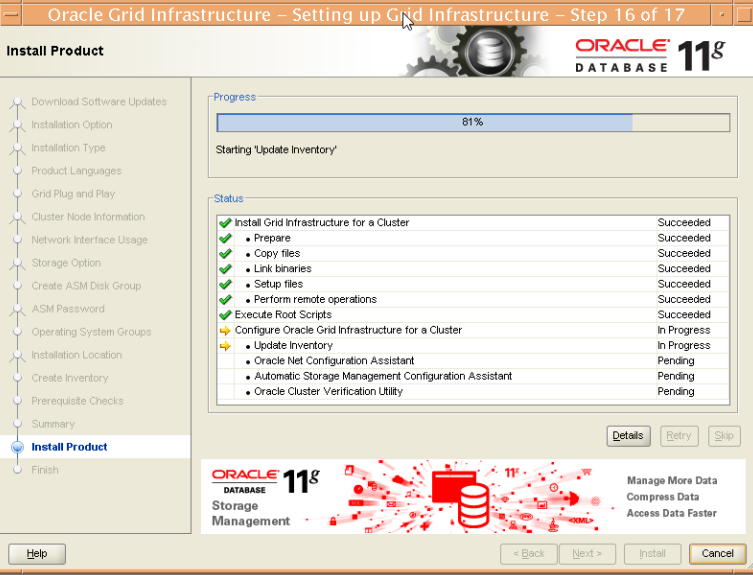 Oracle Grid Infrastructure – Setting up Grid Infrastructure – Step 16 of 17
Install Product
ORACLE
DATABASE
11g
Download Software Updates
Installation Option
Installation Type
Product Languages
Grid Plug and Play
Cluster Node Information
Network Interface Usage
Storage Option
Create ASM Disk Group
ASM Password
Operating System Groups
Installation Location
Create Inventory
Prerequisite Checks
Summary
Install Product
Finish
Progress
81%
Starting 'Update Inventory'
Status
Install Grid Infrastructure for a Cluster Succeeded
• Prepare Succeeded
• Copy files Succeeded
• Link binaries Succeeded
• Setup files Succeeded
• Perform remote operations Succeeded
Execute Root Scripts Succeeded
Configure Oracle Grid Infrastructure for a Cluster In Progress
• Update Inventory In Progress
• Oracle Net Configuration Assistant Pending
• Automatic Storage Management Configuration Assistant Pending
• Oracle Cluster Verification Utility Pending
Details Retry Skip
ORACLE
DATABASE
11g
Storage
Management
11g
<XML>
Manage More Data
Compress Data
Access Data Faster
Help < Back Next > Install Cancel